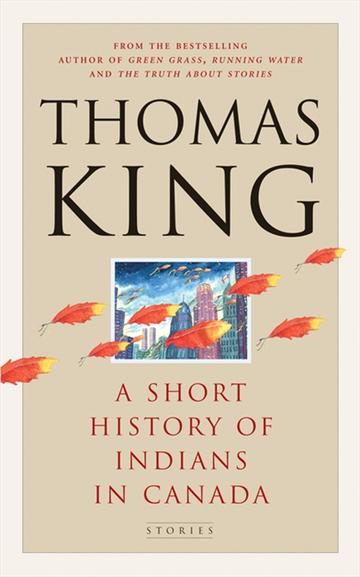 FROM THE BESTSELLING
AUTHOR OF GREEN GRASS, RUNNING WATER
AND THE TRUTH ABOUT STORIES
THOMAS
KING
A SHORT
HISTORY OF
INDIANS
IN CANADA
STORIES